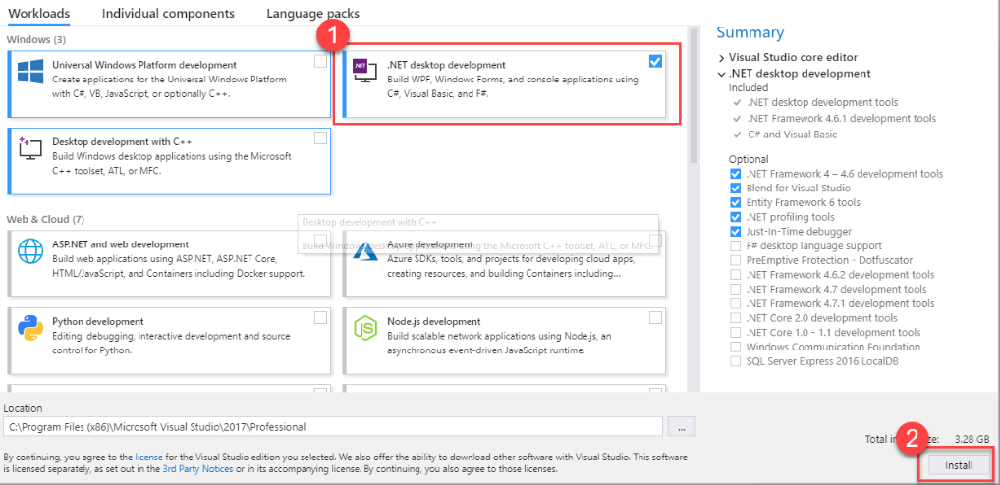 Workloads Individual components Language packs
Windows (3)
1
Universal Windows Platform development
Create applications for the Universal Windows Platform
with C#, VB, JavaScript, or optionally C++.
.NET
.NET desktop development
Build WPF, Windows Forms, and console applications using
C#, Visual Basic, and F#.
Desktop development with C++
Build Windows desktop applications using the Microsoft
C++ toolset, ATL, or MFC.
Web & Cloud (7)
Desktop development with C++
Build Windows desktop applications using the Microsoft C++ toolset, ATL, or MFC.
ASP.NET and web development
Build web applications using ASP.NET, ASP.NET Core,
HTML/JavaScript, and Containers including Docker support.
Azure development
Azure SDKs, tools, and projects for developing cloud apps,
creating resources, and building Containers including...
Python development
Editing, debugging, interactive development and source
control for Python.
Node.js development
Build scalable network applications using Node.js, an
asynchronous event-driven JavaScript runtime.
Summary
Visual Studio core editor
.NET desktop development
Included
.NET desktop development tools
.NET Framework 4.6.1 development tools
C# and Visual Basic
Optional
.NET Framework 4 – 4.6 development tools
Blend for Visual Studio
Entity Framework 6 tools
.NET profiling tools
Just-In-Time debugger
F# desktop language support
PreEmptive Protection - Dotfuscator
.NET Framework 4.6.2 development tools
.NET Framework 4.7 development tools
.NET Framework 4.7.1 development tools
.NET Core 2.0 development tools
.NET Core 1.0 - 1.1 development tools
Windows Communication Foundation
SQL Server Express 2016 LocalDB
Location
C:\Program Files (x86)\Microsoft Visual Studio\2017\Professional
...
By continuing, you agree to the license for the Visual Studio edition you selected. We also offer the ability to download other software with Visual Studio. This software
is licensed separately, as set out in the 3rd Party Notices or in its accompanying license. By continuing, you also agree to those licenses.
2
Total in ze: 3.28 GB
Install